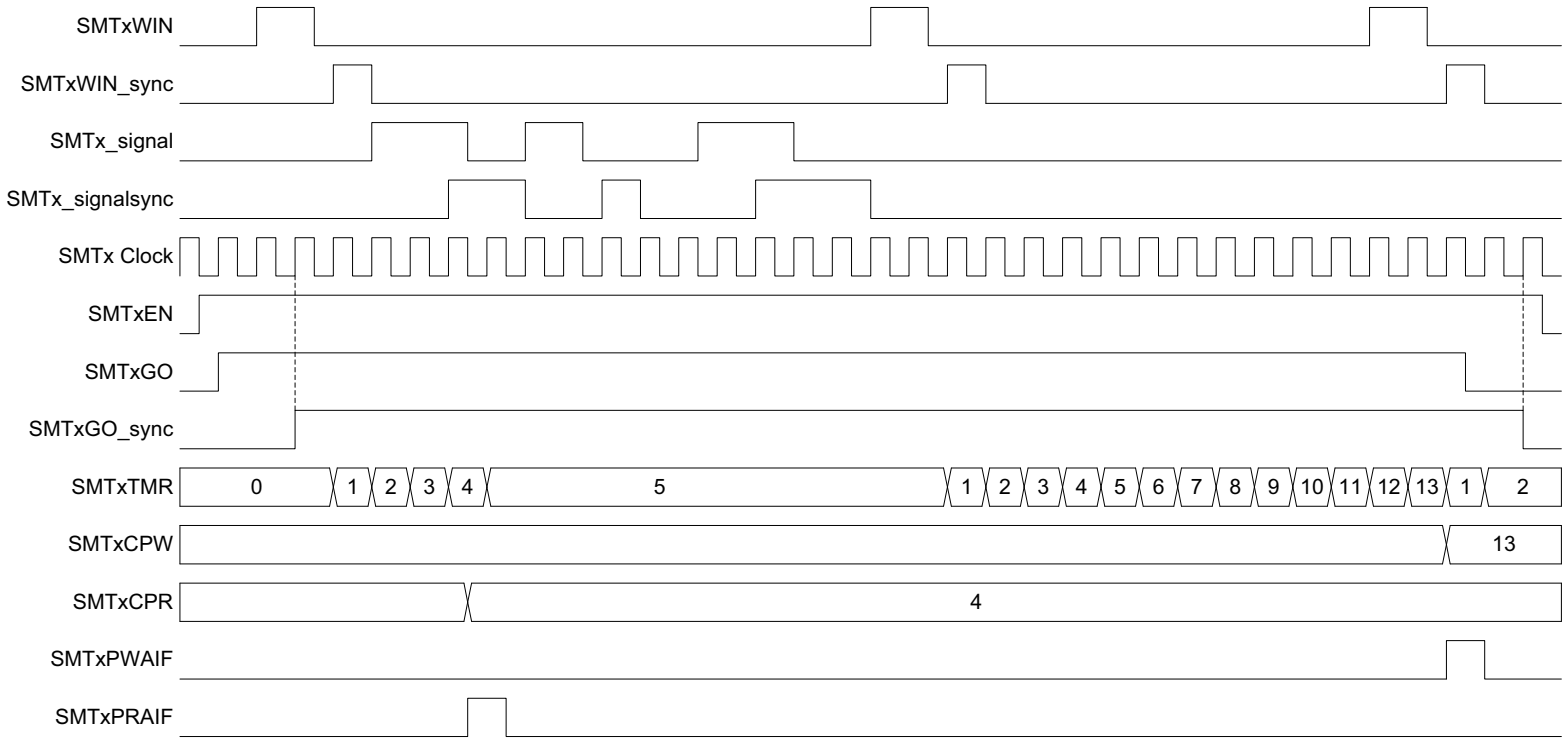 SMTxWIN
SMTxWIN_sync
SMTx_signal
SMTx_signalsync
SMTx Clock
SMTxEN
SMTxGO
SMTxGO_sync
SMTxTMR 0 1 2 3 4 5 1 2 3 4 5 6 7 8 9 10 11 12 13 1 2
SMTxCPW 13
SMTxCPR 4
SMTxPWAIF
SMTxPRAIF